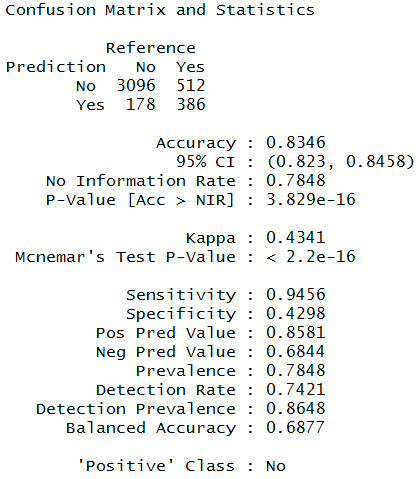 Confusion Matrix and Statistics
Reference
Prediction No Yes
No 3096 512
Yes 178 386
Accuracy : 0.8346
95% CI : (0.823, 0.8458)
No Information Rate : 0.7848
P-Value [Acc > NIR] : 3.829e-16
Kappa : 0.4341
Mcnemar's Test P-Value : < 2.2e-16
Sensitivity : 0.9456
Specificity : 0.4298
Pos Pred Value : 0.8581
Neg Pred Value : 0.6844
Prevalence : 0.7848
Detection Rate : 0.7421
Detection Prevalence : 0.8648
Balanced Accuracy : 0.6877
'Positive' Class : No